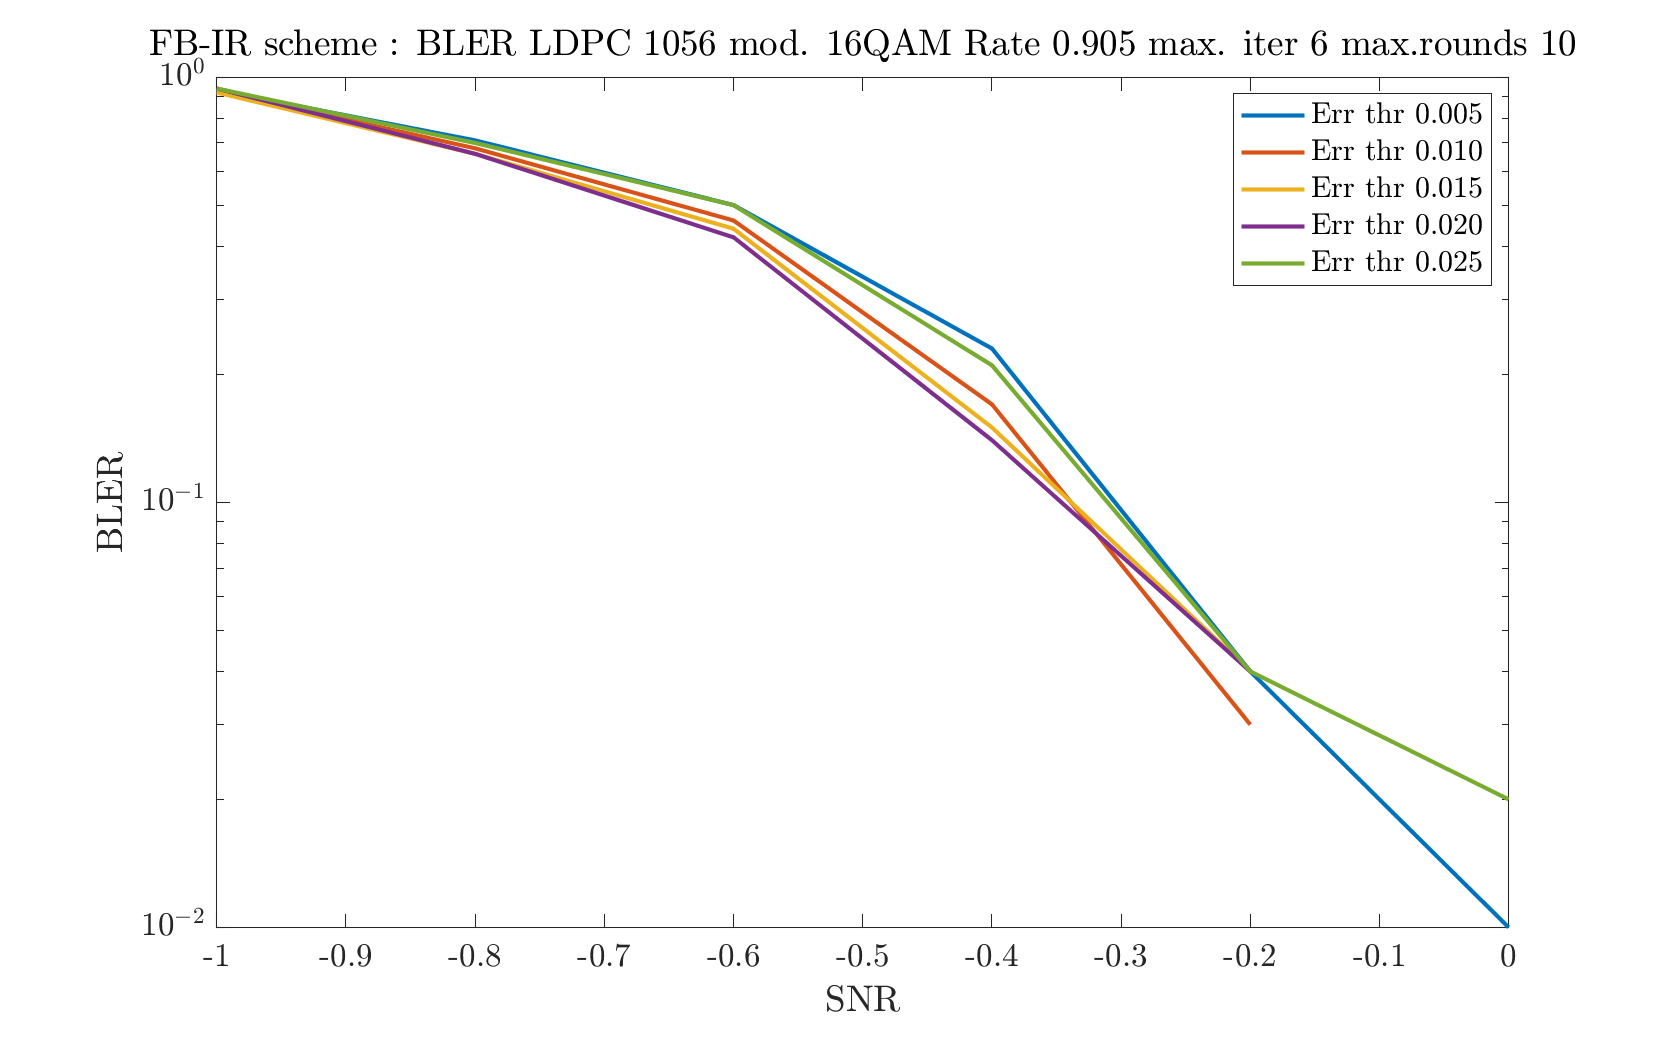 FB-IR scheme : BLER LDPC 1056 mod. 16QAM Rate 0.905 max. iter 6 max.rounds 10
10^0
Err thr 0.005
Err thr 0.010
Err thr 0.015
Err thr 0.020
Err thr 0.025
BLER
10^-1
10^-2
-1 -0.9 -0.8 -0.7 -0.6 -0.5 -0.4 -0.3 -0.2 -0.1 0
SNR